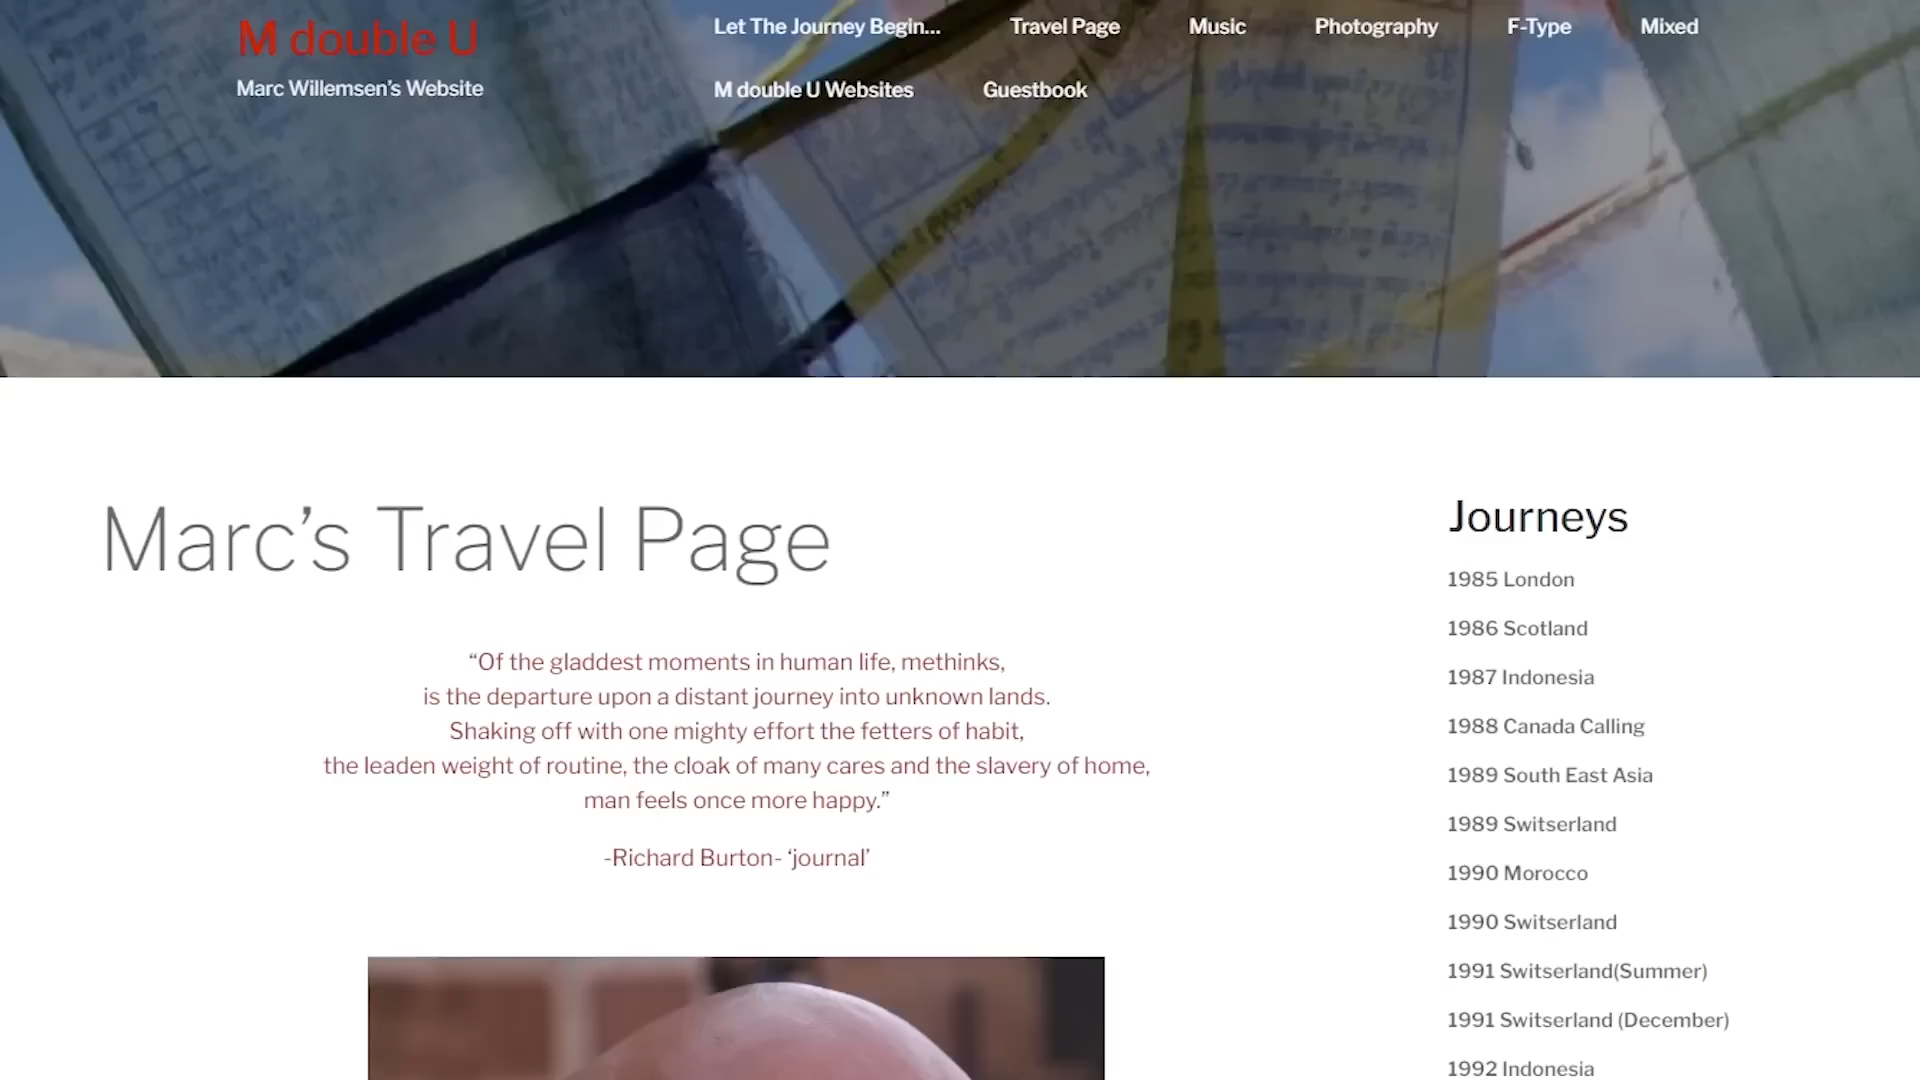 M double U
Marc Willemsen’s Website
Let The Journey Begin...
Travel Page
Music
Photography
F-Type
Mixed
M double U Websites
Guestbook
Marc’s Travel Page
“Of the gladdest moments in human life, methinks,
is the departure upon a distant journey into unknown lands.
Shaking off with one mighty effort the fetters of habit,
the leaden weight of routine, the cloak of many cares and the slavery of home,
man feels once more happy.”
-Richard Burton- ‘journal’
Journeys
1985 London
1986 Scotland
1987 Indonesia
1988 Canada Calling
1989 South East Asia
1989 Switserland
1990 Morocco
1990 Switserland
1991 Switserland(Summer)
1991 Switserland (December)
1992 Indonesia